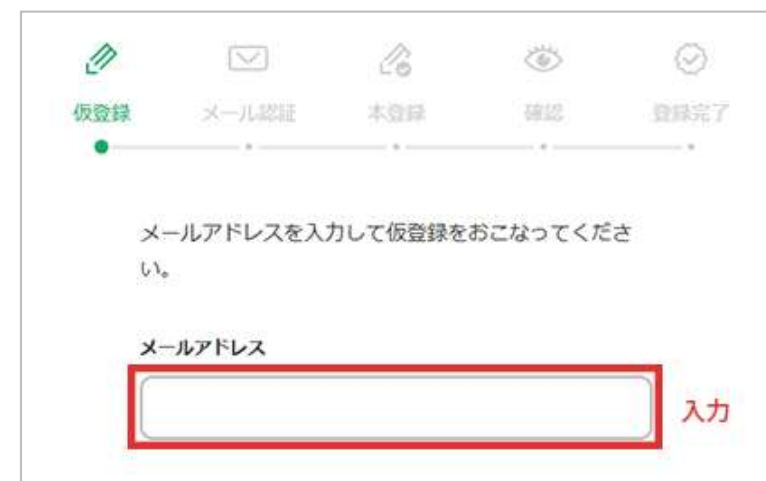 仮登録 メール認証 本登録 確認 登録完了
メールアドレスを入力して仮登録をおこなってくださ
い。
メールアドレス
入力